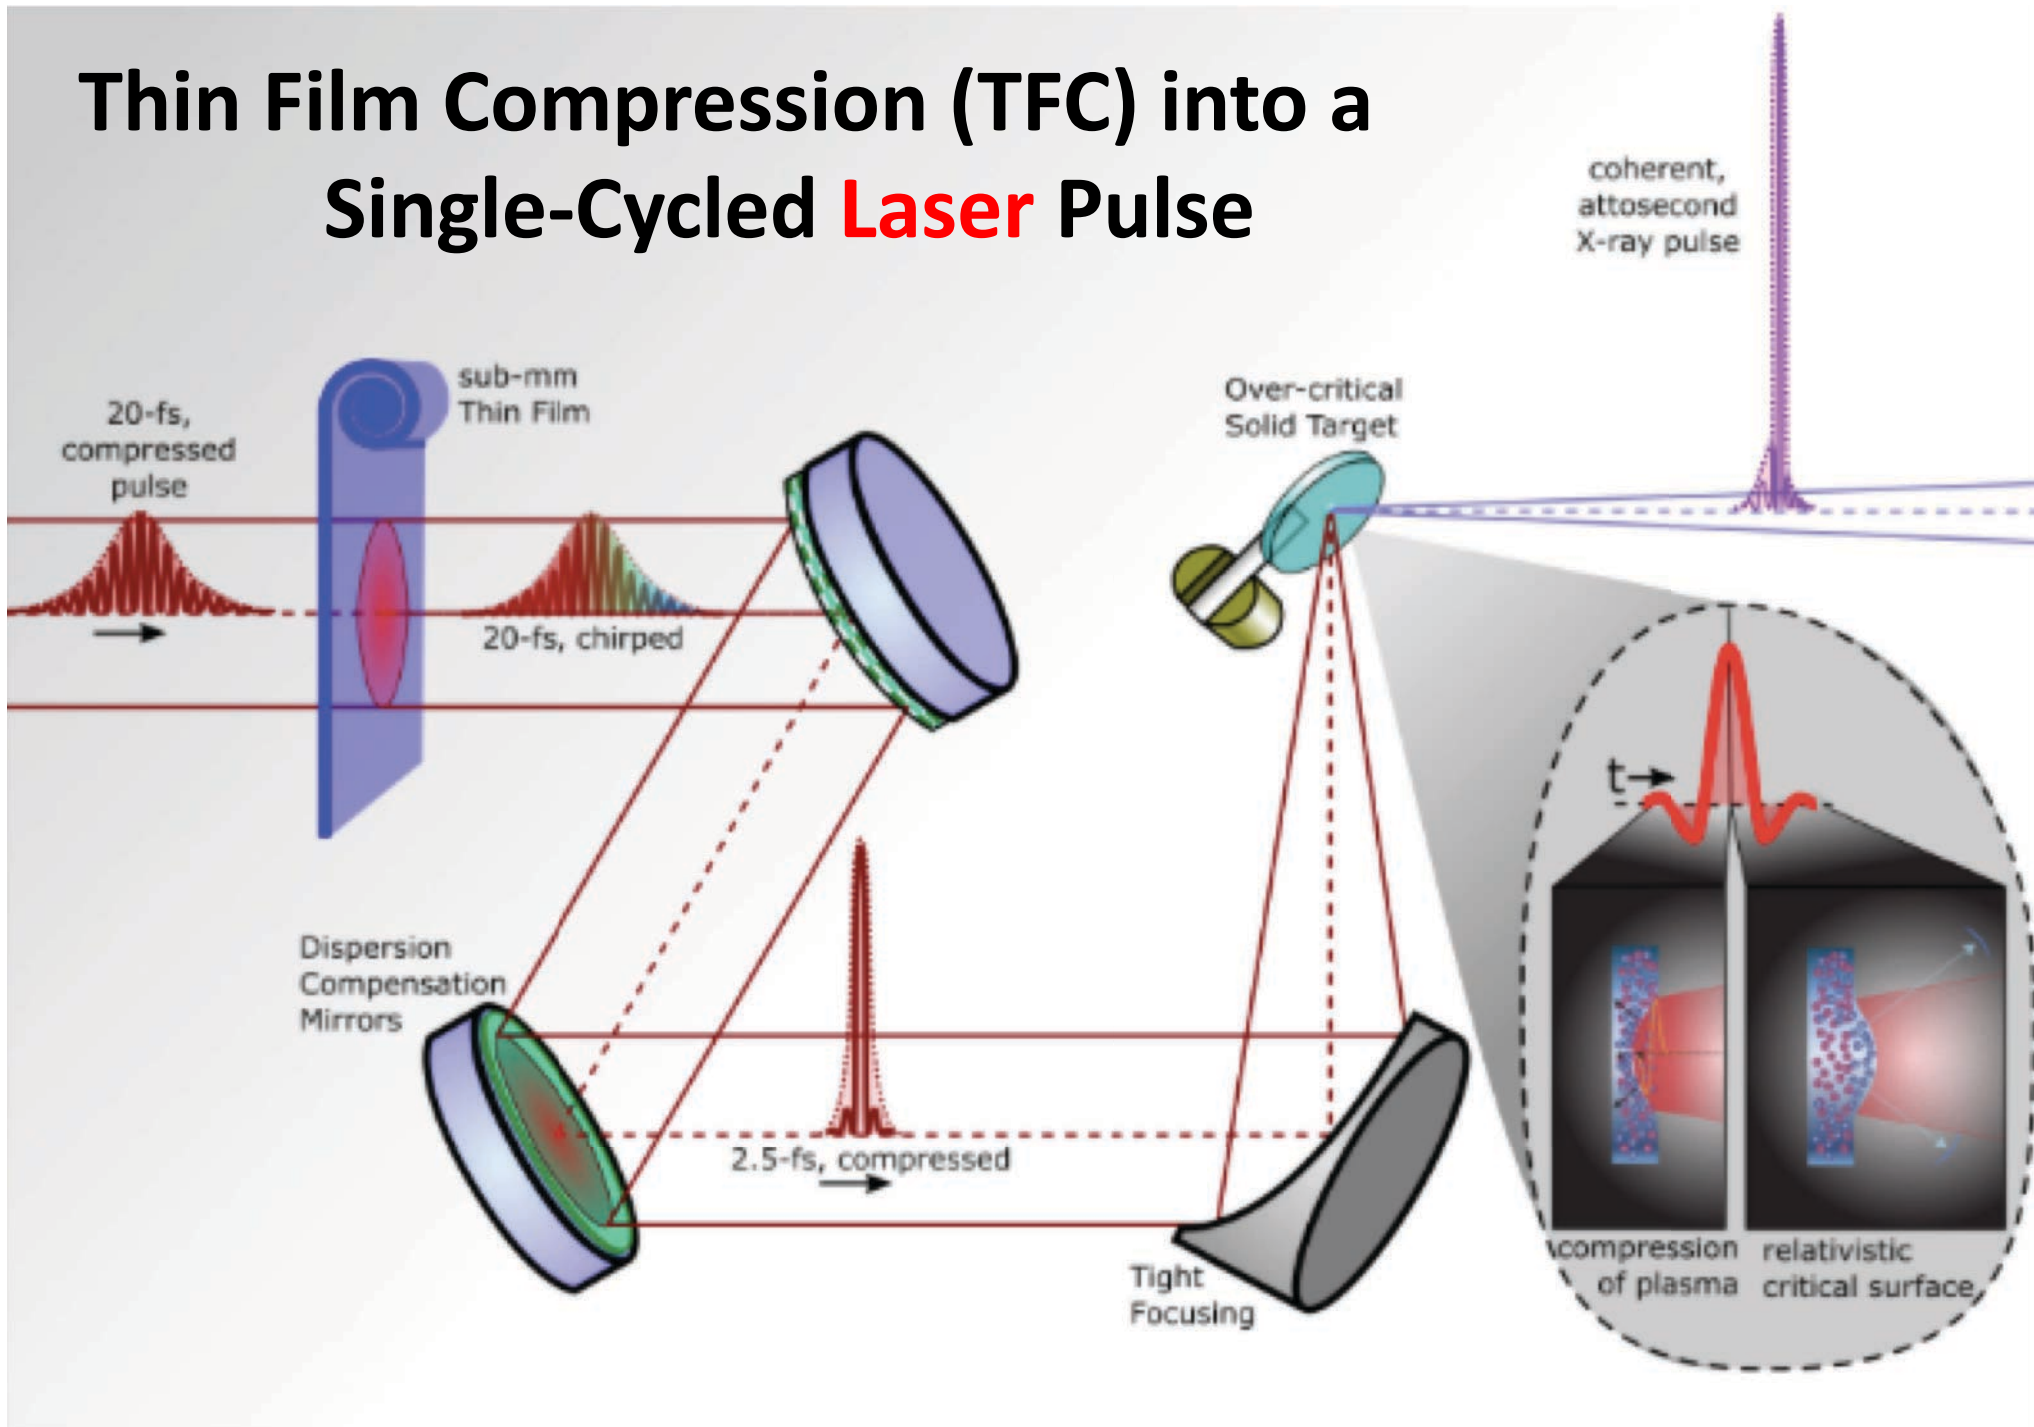 Thin Film Compression (TFC) into a
Single-Cycled Laser Pulse
coherent,
attosecond
X-ray pulse
20-fs,
compressed
pulse
sub-mm
Thin Film
20-fs, chirped
Over-critical
Solid Target
t
Dispersion
Compensation
Mirrors
2.5-fs, compressed
Tight
Focusing
compression
of plasma
relativistic
critical surface